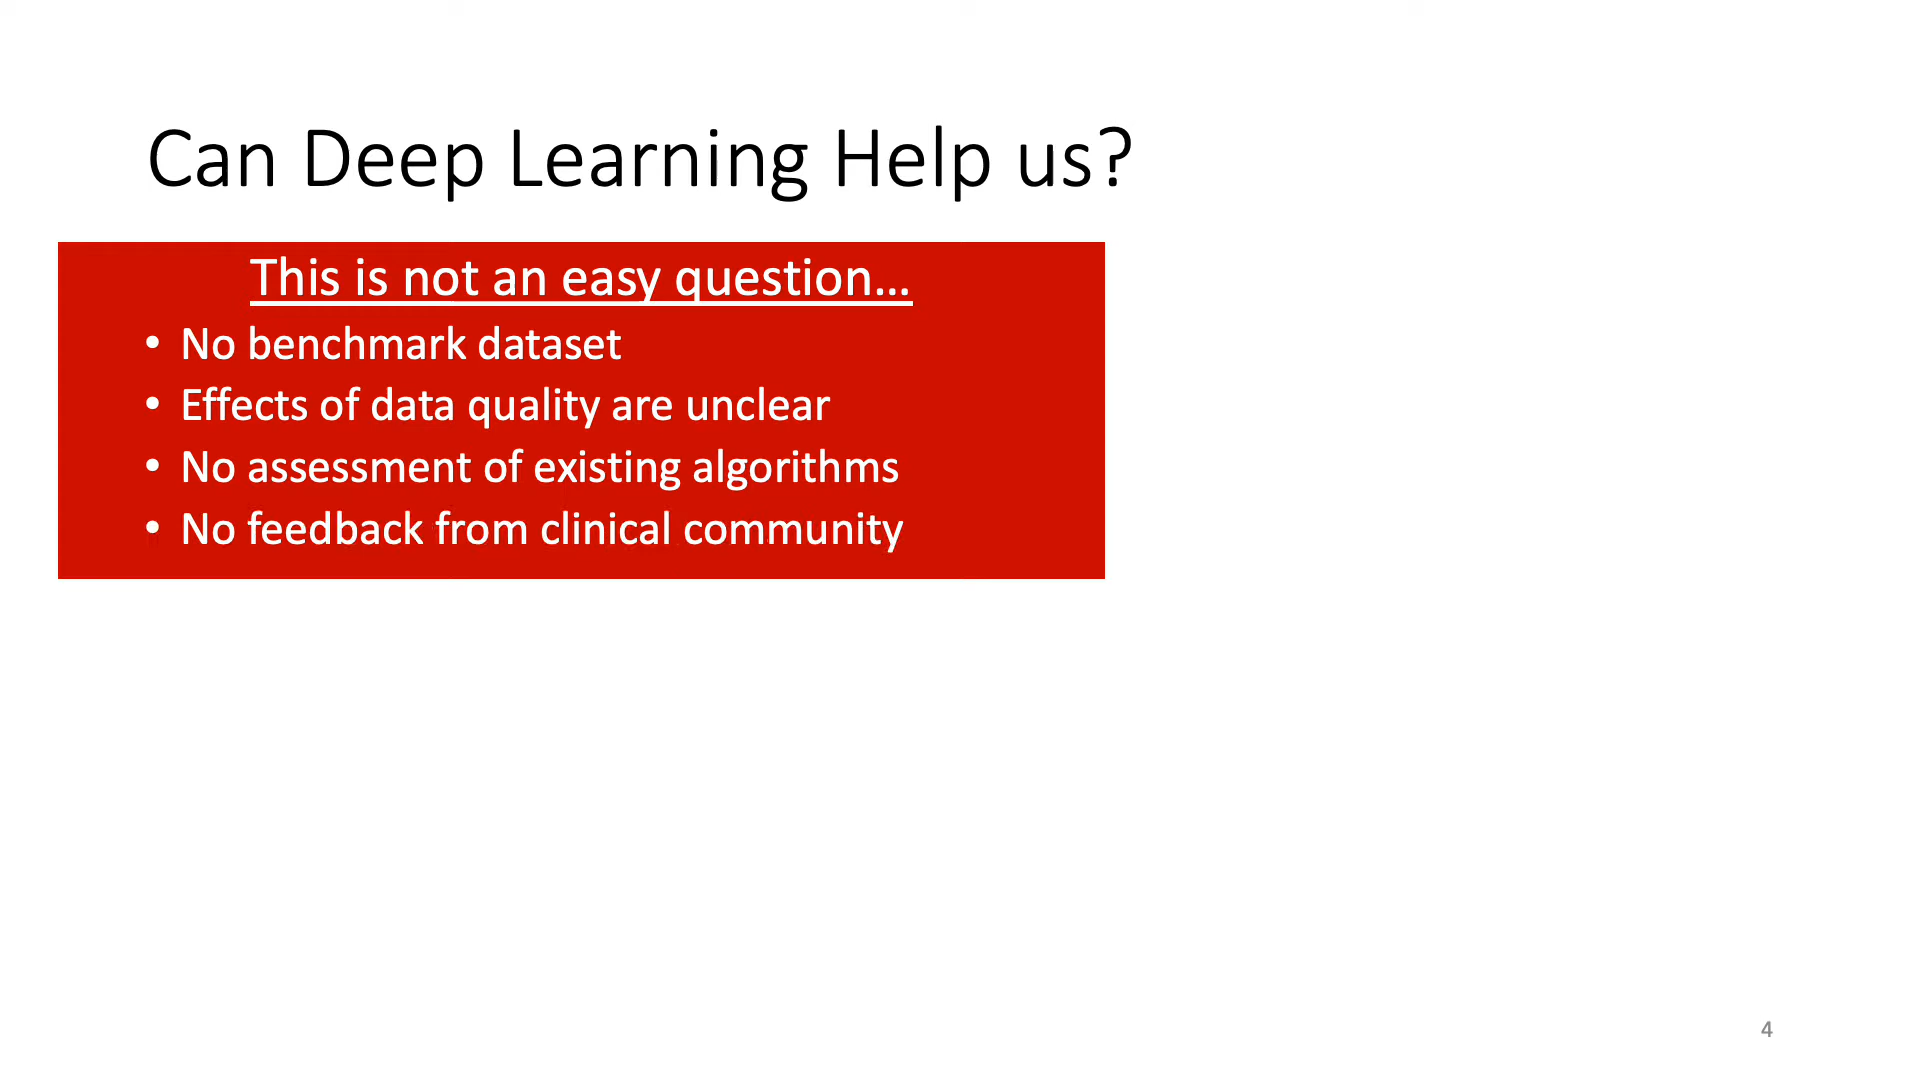 Can Deep Learning Help us?
This is not an easy question...
• No benchmark dataset
• Effects of data quality are unclear
• No assessment of existing algorithms
• No feedback from clinical community
4